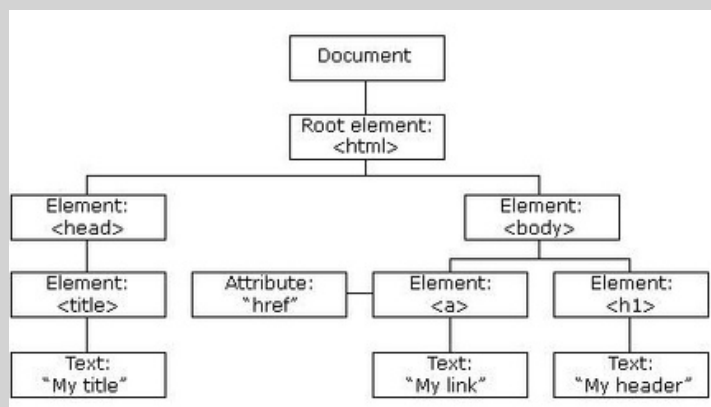 Document
Root element:
<html>
Element:
<head>
Element:
<body>
Element:
<title>
Attribute:
“href”
Element:
<a>
Element:
<h1>
Text:
“My title”
Text:
“My link”
Text:
“My header”